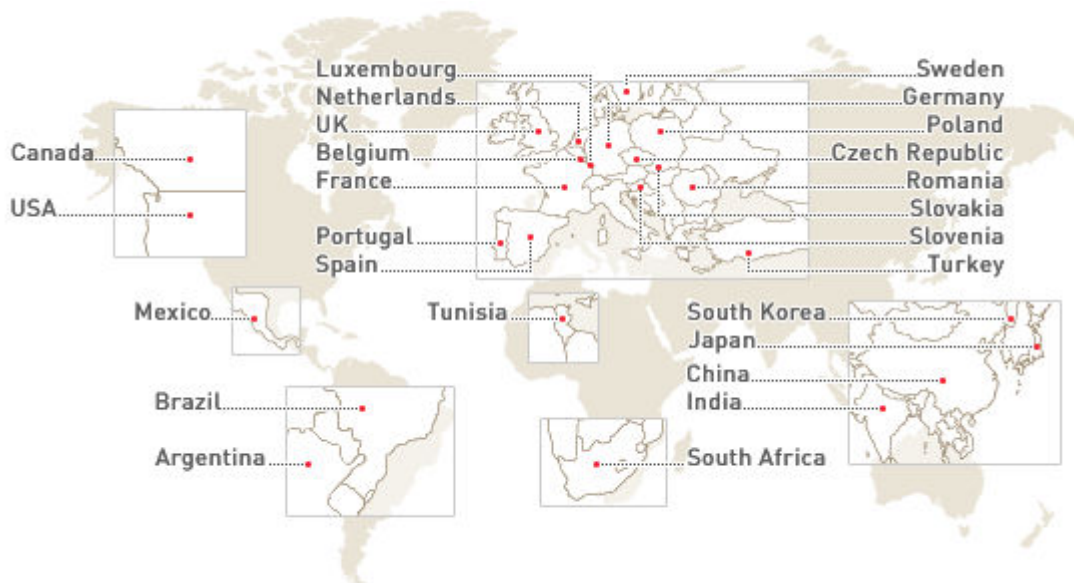 Luxembourg
Sweden
Netherlands
Germany
UK
Poland
Canada
Belgium
Czech Republic
France
Romania
USA
Slovakia
Portugal
Slovenia
Spain
Turkey
Mexico
Tunisia
South Korea
Japan
China
Brazil
India
Argentina
South Africa